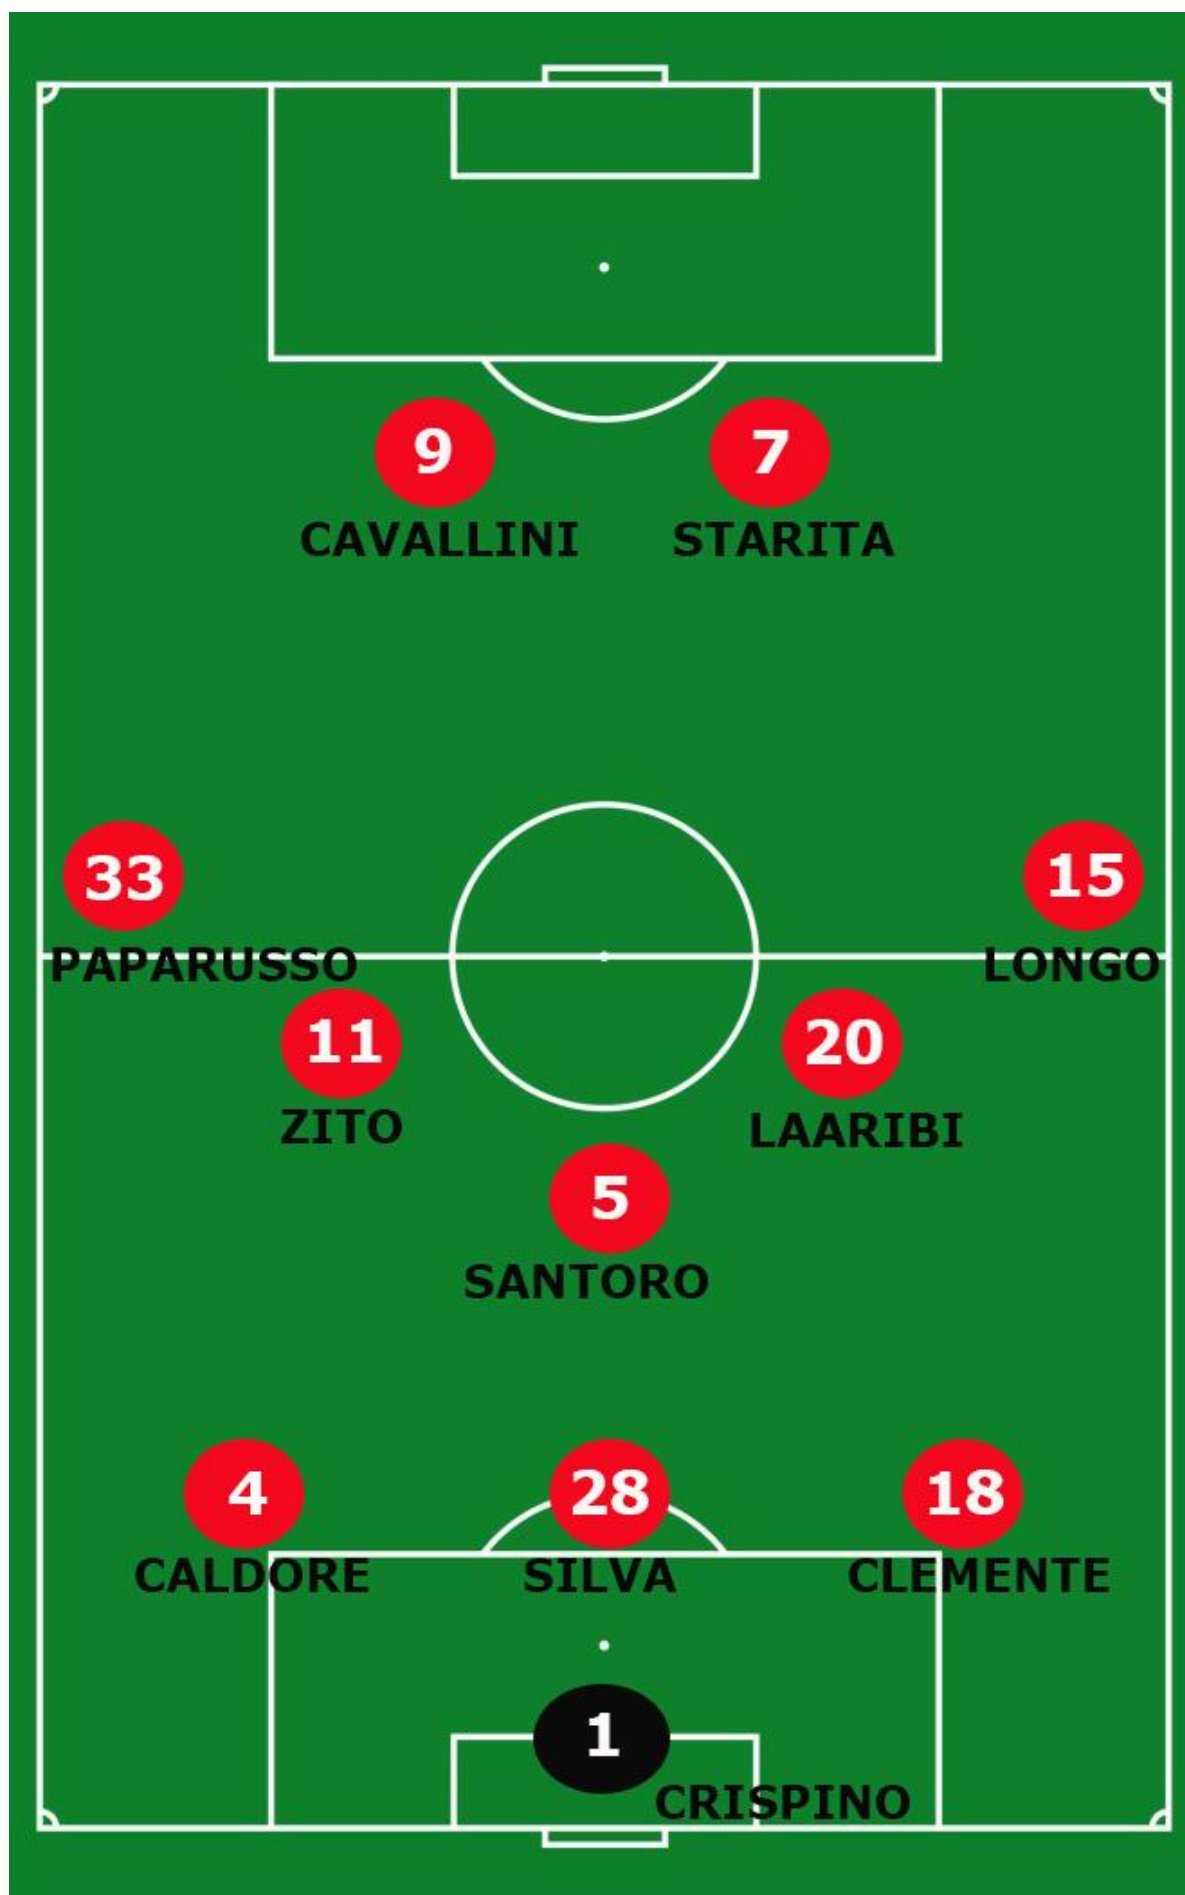 9 7
CAVALLINI STARITA
33 15
PAPARUSSO LONGO
11 20
ZITO LAARIBI
5
SANTORO
4 28 18
CALDORE SILVA CLEMENTE
1
CRISPINO